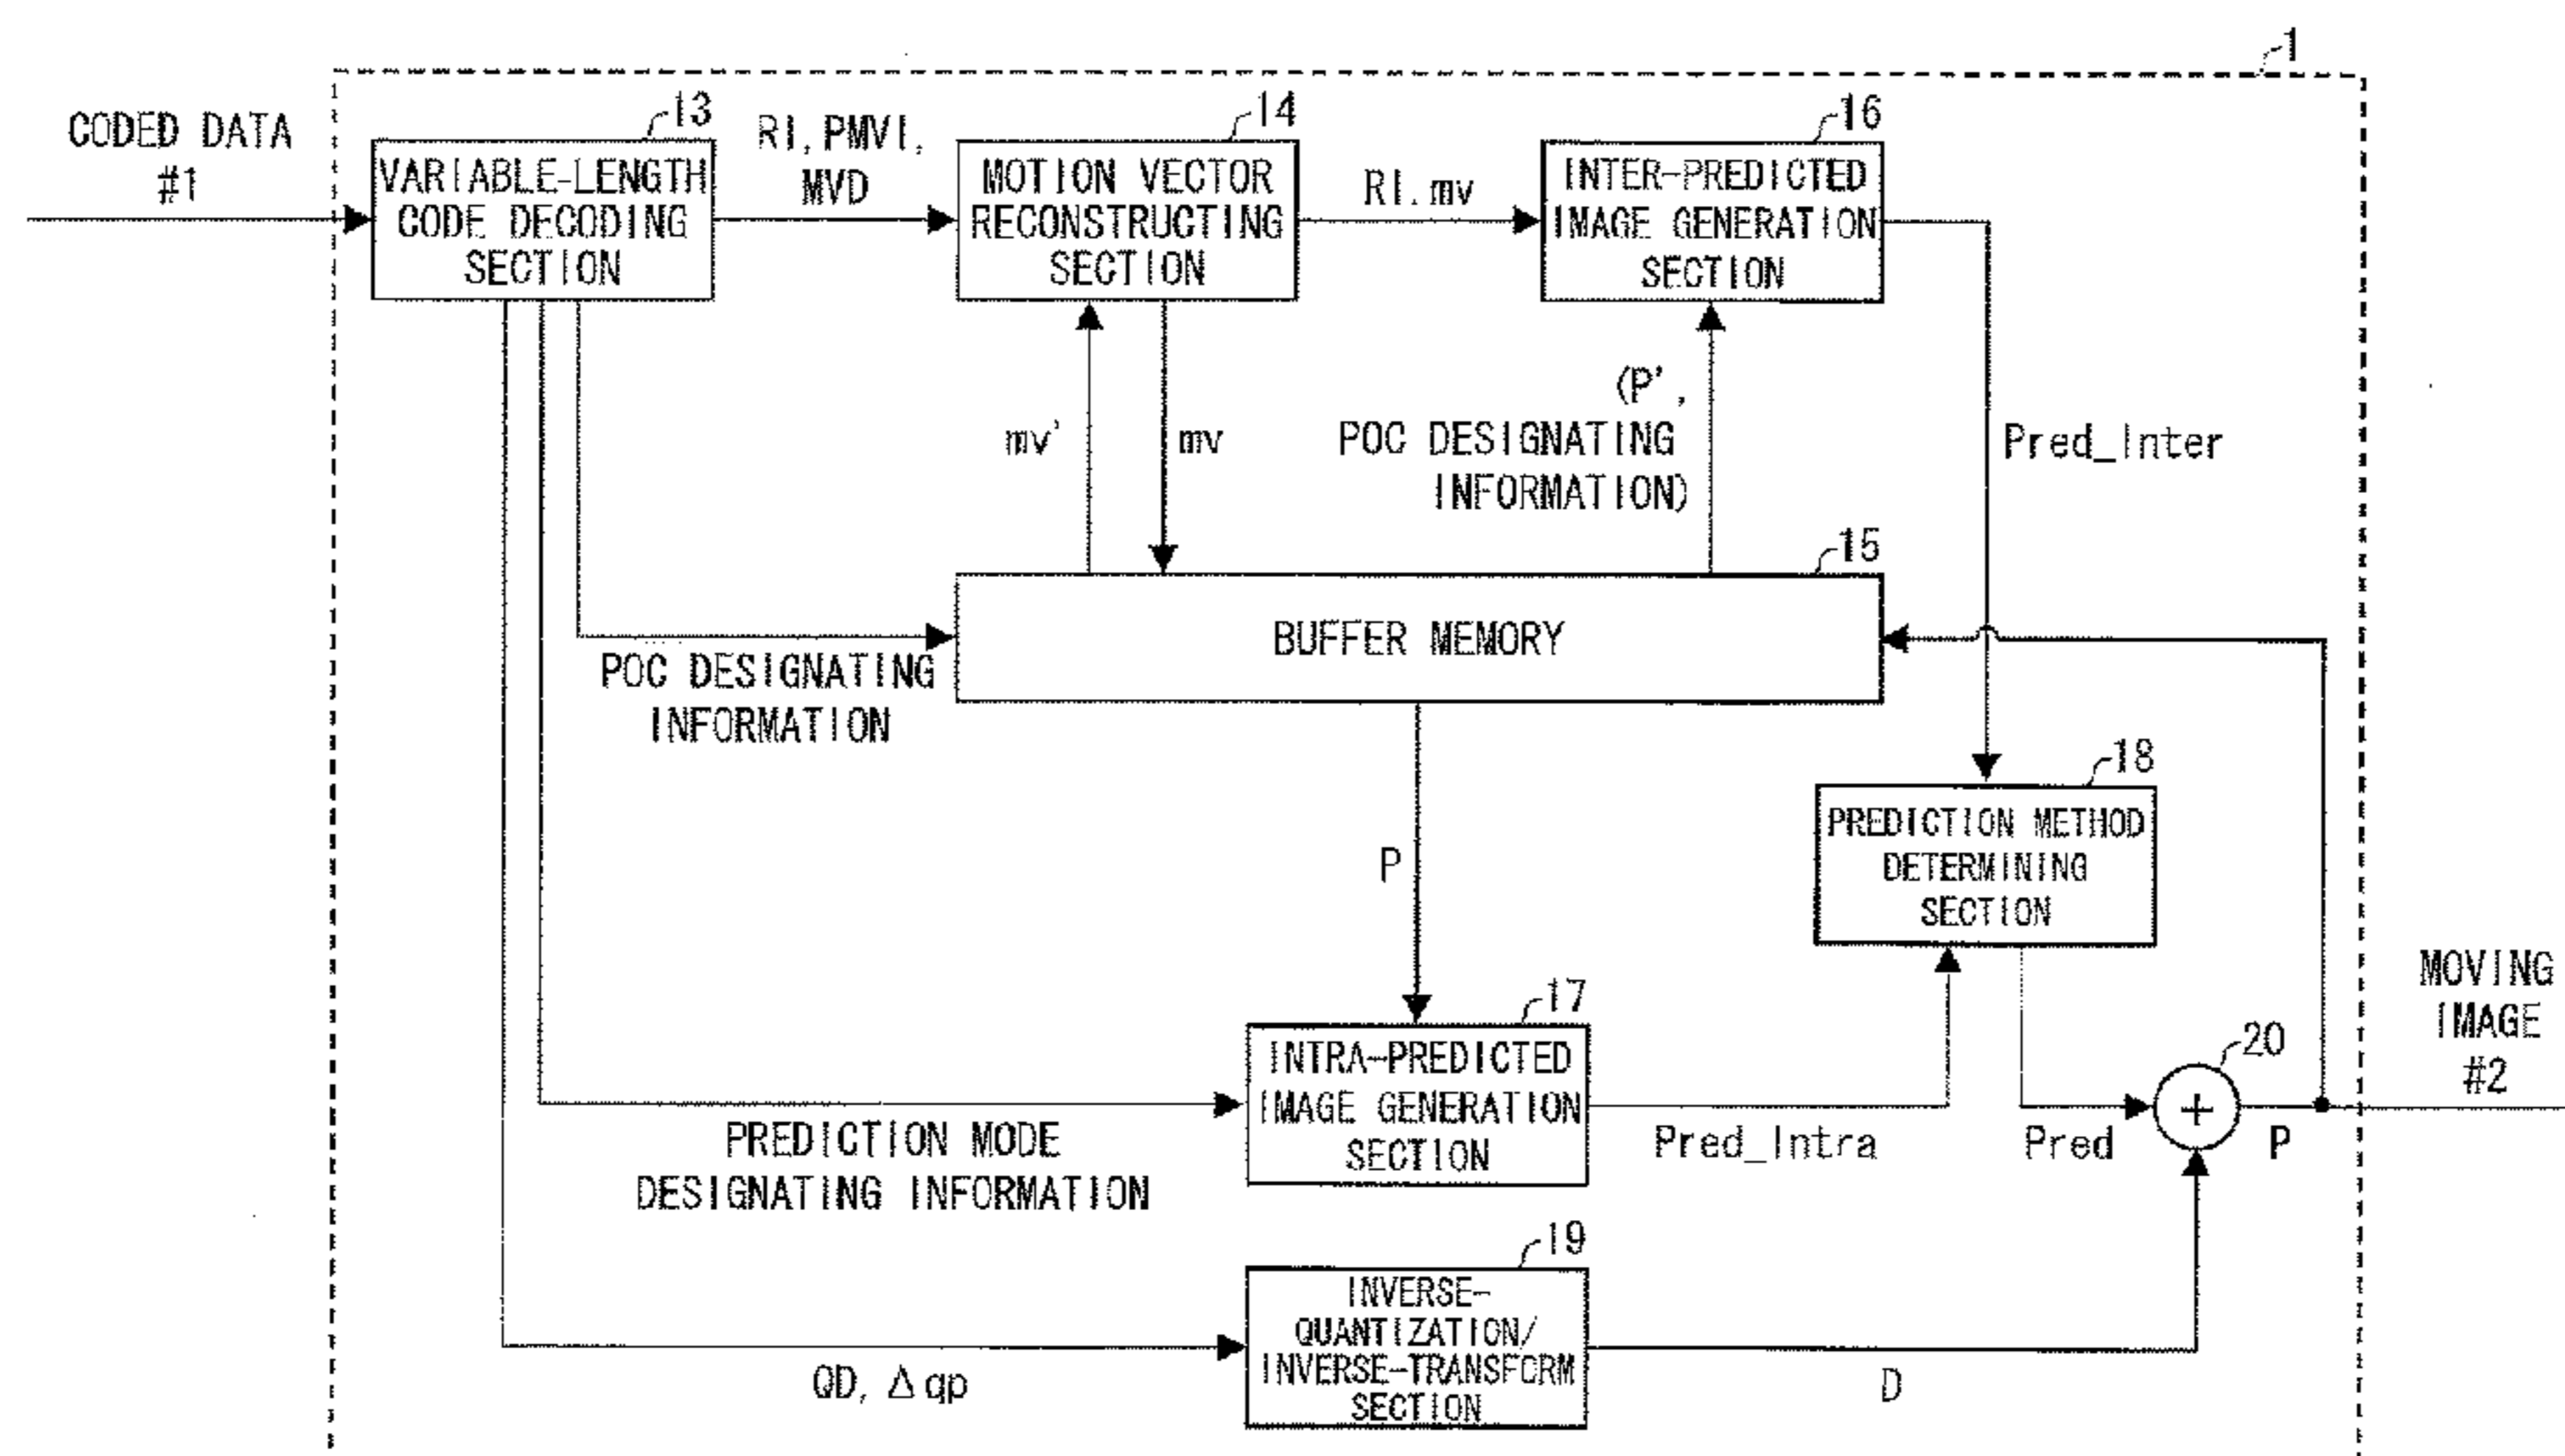 1
CODED DATA
#1
13
VARIABLE-LENGTH
CODE DECODING
SECTION
RI, PMVI,
MVD
14
MOTION VECTOR
RECONSTRUCTING
SECTION
RI, mv
16
INTER-PREDICTED
IMAGE GENERATION
SECTION
mv'
mv
(P',
POC DESIGNATING
INFORMATION)
Pred_Inter
15
BUFFER MEMORY
POC DESIGNATING
INFORMATION
18
PREDICTION METHOD
DETERMINING
SECTION
P
17
INTRA-PREDICTED
IMAGE GENERATION
SECTION
PREDICTION MODE
DESIGNATING INFORMATION
Pred_Intra
Pred
20
+
P
MOVING
IMAGE
#2
19
INVERSE-
QUANTIZATION/
INVERSE-TRANSFORM
SECTION
QD, Δqp
D